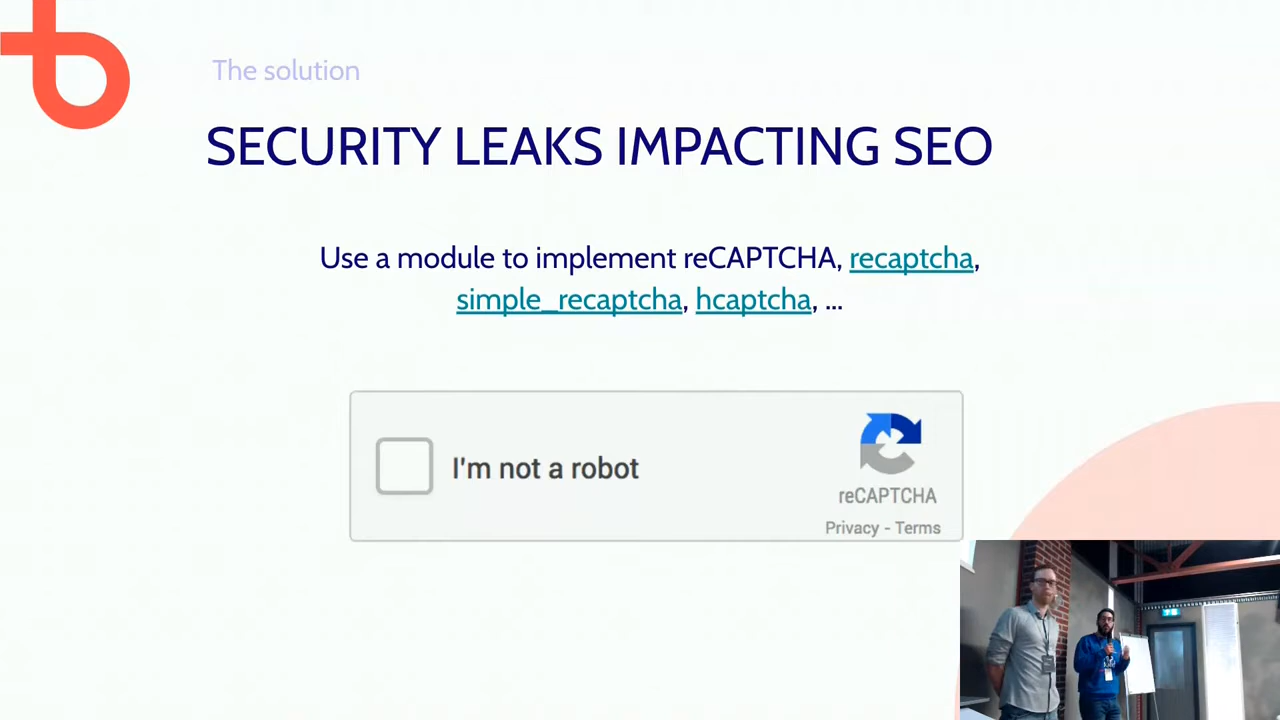 The solution
SECURITY LEAKS IMPACTING SEO
Use a module to implement reCAPTCHA, recaptcha,
simple_recaptcha, hcaptcha, ...
I'm not a robot
reCAPTCHA
Privacy - Terms